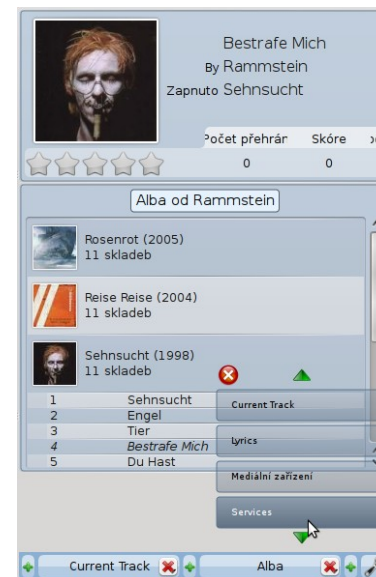 Bestrafe Mich
By Rammstein
Zapnuto Sehnsucht
Počet přehrár Skóre
0 0
Alba od Rammstein
Rosenrot (2005)
11 skladeb
Reise Reise (2004)
11 skladeb
Sehnsucht (1998)
11 skladeb
1 Sehnsucht
2 Engel
3 Tier
4 Bestrafe Mich
5 Du Hast
Current Track
Lyrics
Mediální zařízení
Services
Current Track Alba